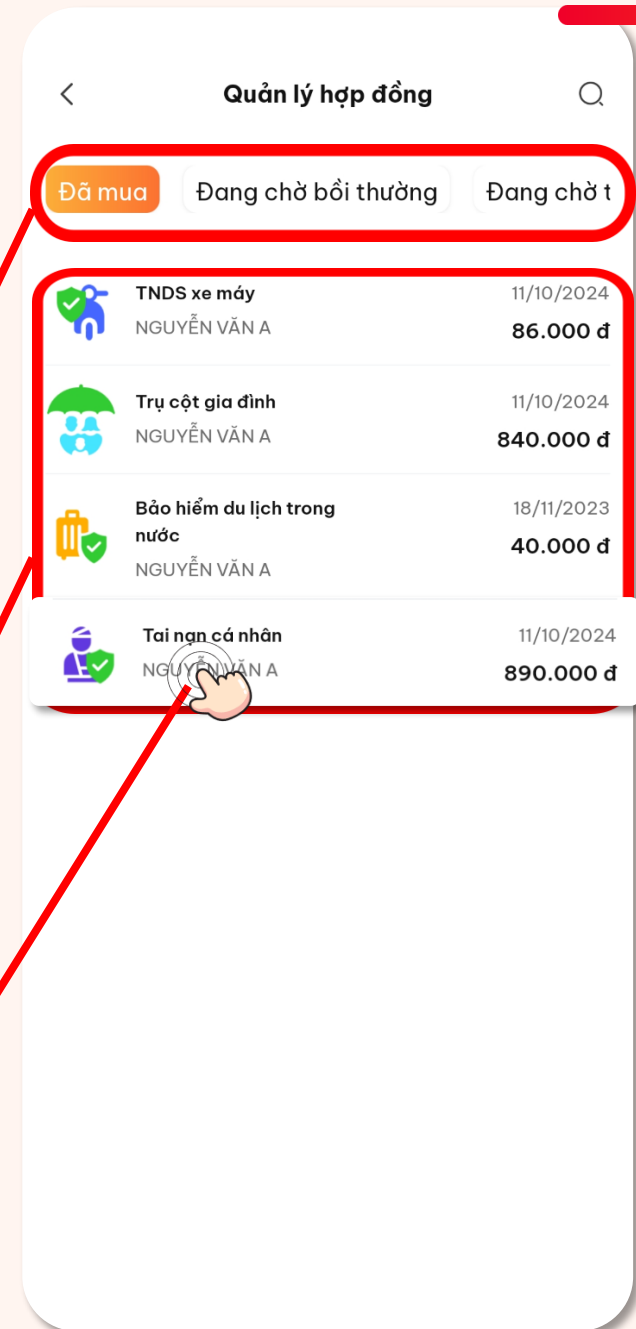 Quản lý hợp đồng
Đã mua Đang chờ bồi thường Đang chờ t
TNDS xe máy 11/10/2024
NGUYỄN VĂN A 86.000 đ
Trụ cột gia đình 11/10/2024
NGUYỄN VĂN A 840.000 đ
Bảo hiểm du lịch trong 18/11/2023
nước 40.000 đ
NGUYỄN VĂN A
Tai nạn cá nhân 11/10/2024
NGUYỄN VĂN A 890.000 đ